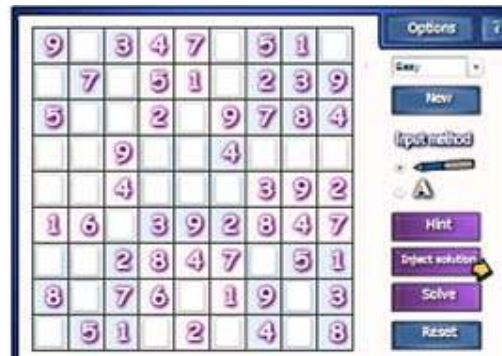 Options
9 3 4 7 5 1
Easy
7 5 1 2 3 9
New
5 2 9 7 8 4
Input method
9 4
A
4 3 9 2
1 6 3 9 2 8 4 7
Hint
2 8 4 7 5 1
Inject solution
8 7 6 1 9 3
Solve
5 1 2 4 8
Reset